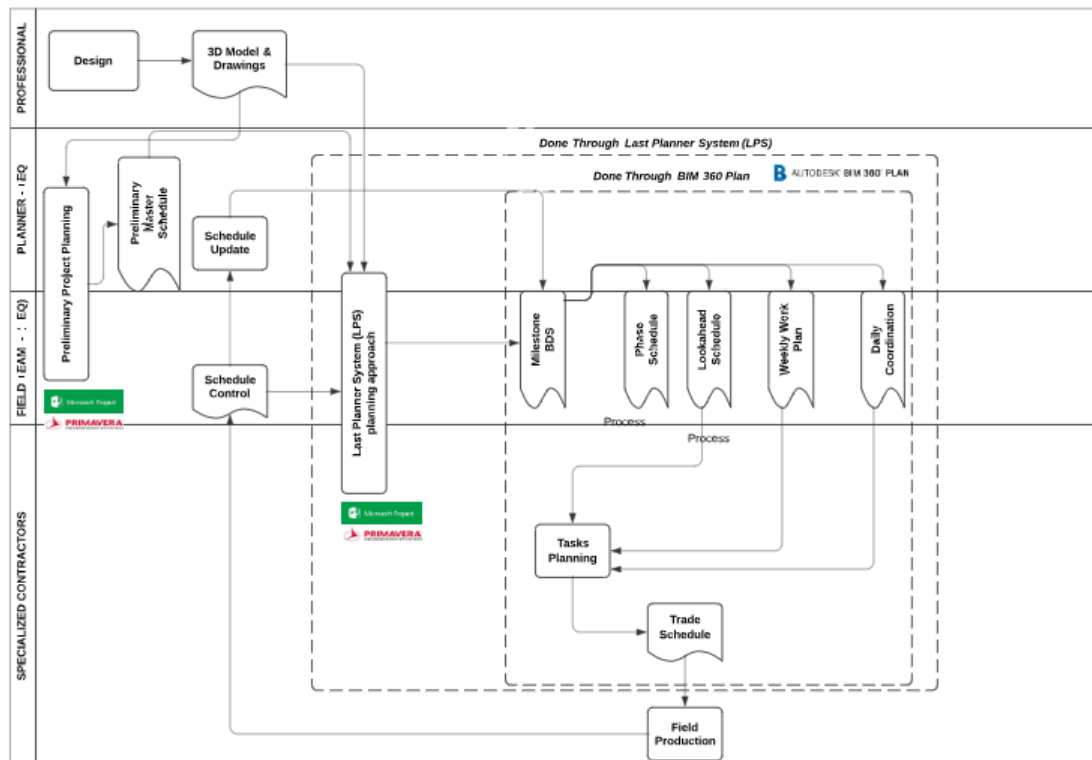 PROFESSIONAL
Design
3D Model &
Drawings
Done Through Last Planner System (LPS)
Done Through BIM 360 Plan
AUTODESK BIM 360 PLAN
PLANNER -
Preliminary Project Planning
Preliminary
Master
Schedule
Schedule
Update
FIELD
Schedule
Control
Last Planner System (LPS)
planning approach
Milestone
BDS
Phase
Schedule
Lookahead
Schedule
Weekly Work
Plan
Daily
Coordination
Microsoft Project
PRIMAVERA
Process
Process
SPECIALIZED CONTRACTORS
Microsoft Project
PRIMAVERA
Tasks
Planning
Trade
Schedule
Field
Production